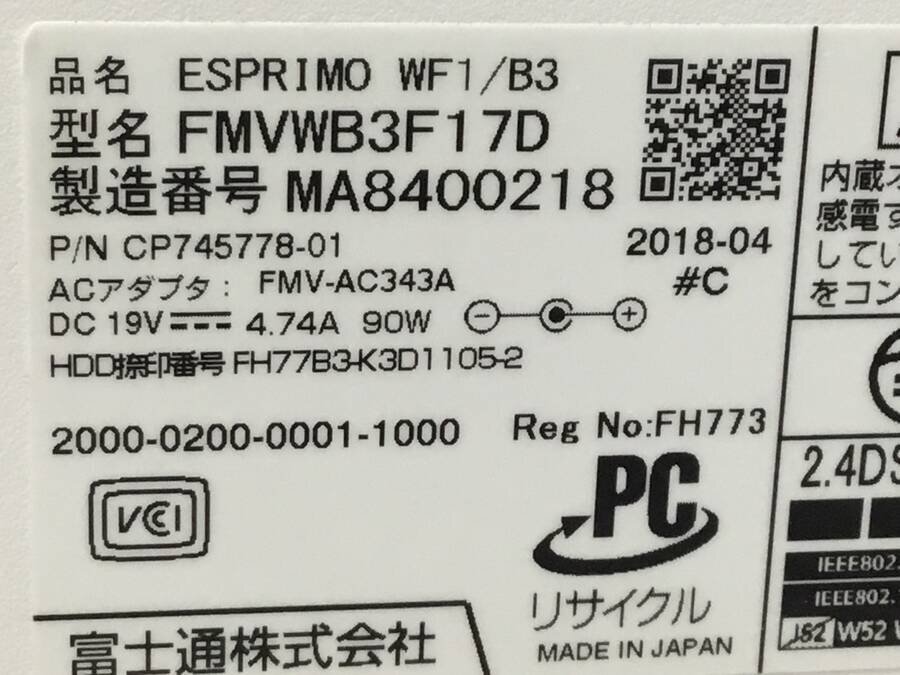 品名 ESPRIMO WF1/B3
型名 FMVWB3F17D
製造番号 MA8400218
P/N CP745778-01
2018-04
#C
ACアダプタ： FMV-AC343A
DC 19V 4.74A 90W
HDD捺印番号 FH77B3-K3D1105-2
2000-0200-0001-1000
Reg No:FH773
VCCI
PC
リサイクル
MADE IN JAPAN
富士通株式会社
内蔵
感電す
してい
をコン
2.4DS
IEEE802.
IEEE802.
J52 W52